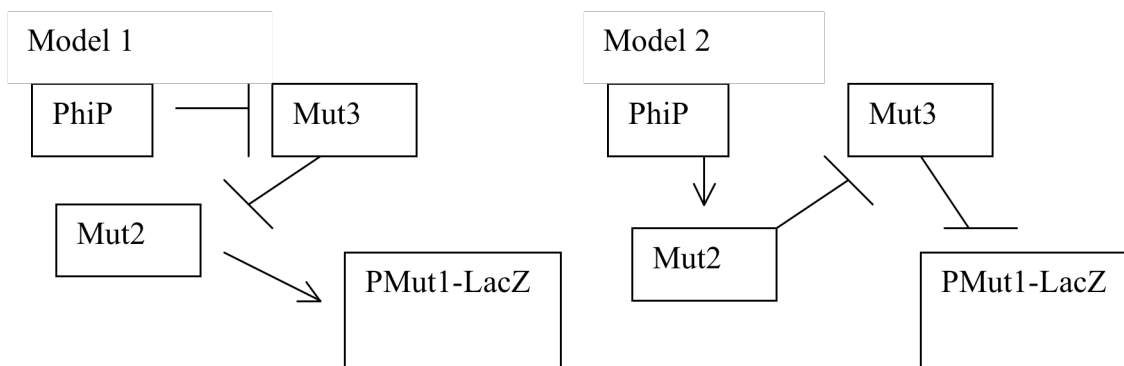 Model 1
PhiP
Mut3
Mut2
PMut1-LacZ
Model 2
PhiP
Mut3
Mut2
PMut1-LacZ